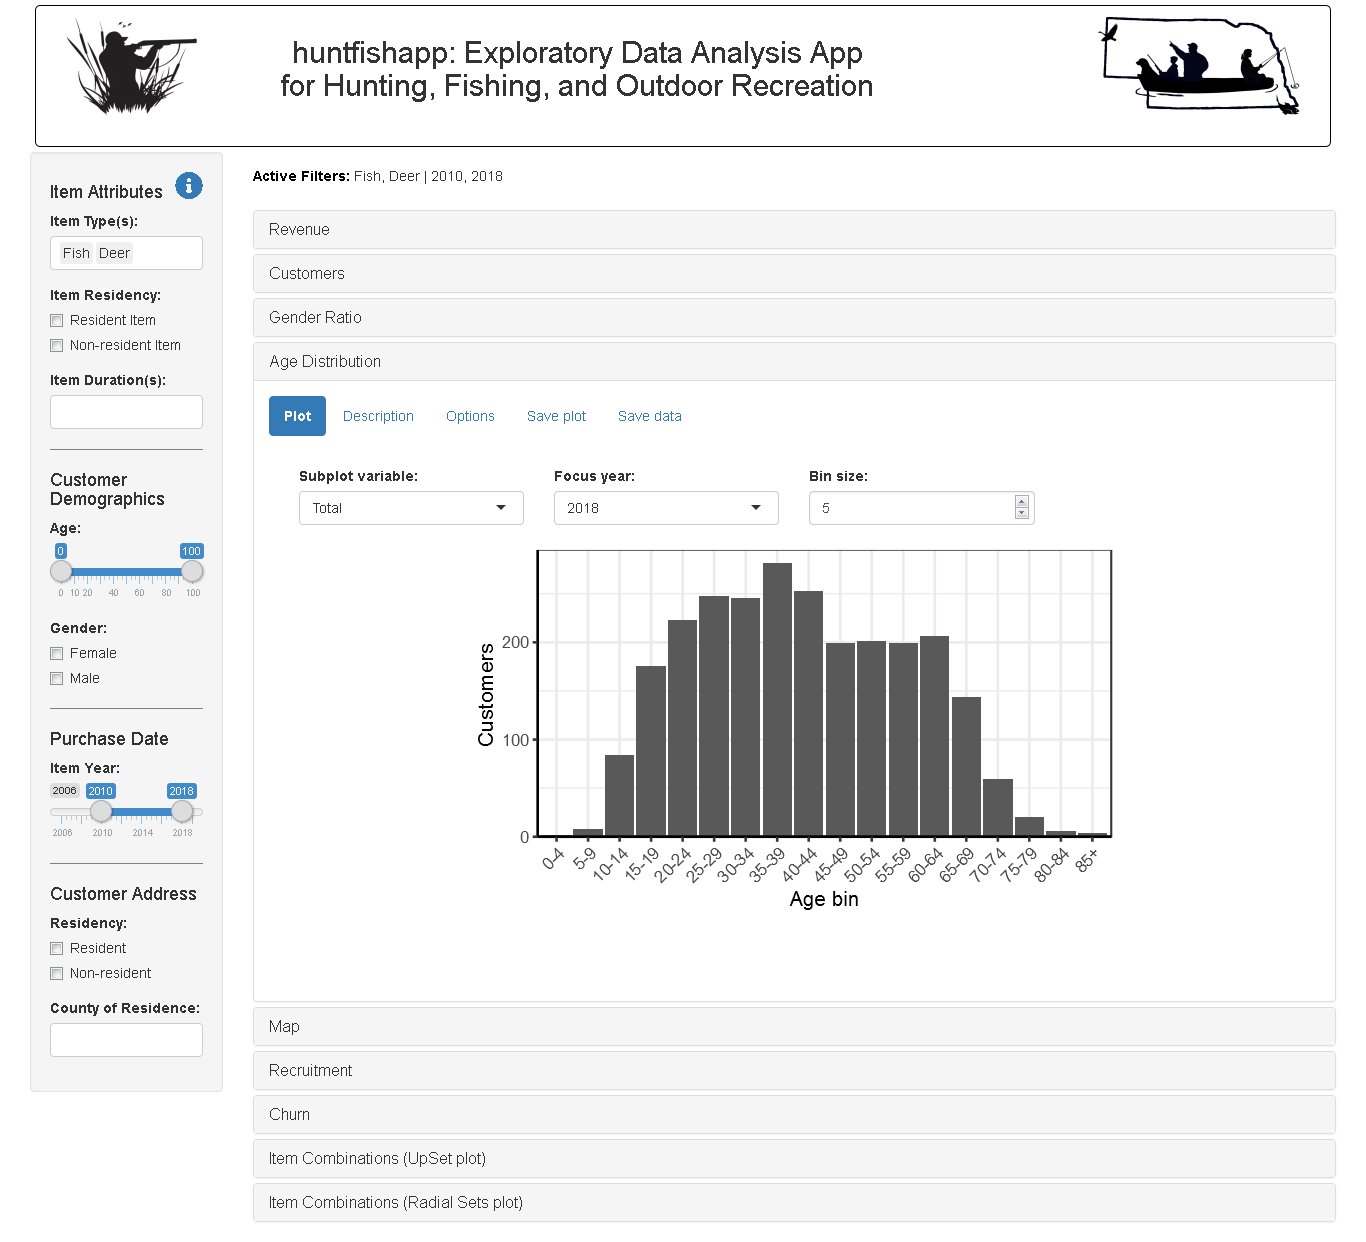 huntfishapp: Exploratory Data Analysis App
for Hunting, Fishing, and Outdoor Recreation
Item Attributes
Item Type(s):
Fish Deer
Item Residency:
Resident Item
Non-resident Item
Item Duration(s):
Customer
Demographics
Age:
0 100
0 10 20 40 60 80 100
Gender:
Female
Male
Purchase Date
Item Year:
2006 2010 2018
2006 2010 2014 2018
Customer Address
Residency:
Resident
Non-resident
County of Residence:
Active Filters: Fish, Deer | 2010, 2018
Revenue
Customers
Gender Ratio
Age Distribution
Plot Description Options Save plot Save data
Subplot variable: Focus year: Bin size:
Total 2018 5
Customers
200
100
0
0-4 5-9 10-14 15-19 20-24 25-29 30-34 35-39 40-44 45-49 50-54 55-59 60-64 65-69 70-74 75-79 80-84 85+
Age bin
Map
Recruitment
Churn
Item Combinations (UpSet plot)
Item Combinations (Radial Sets plot)